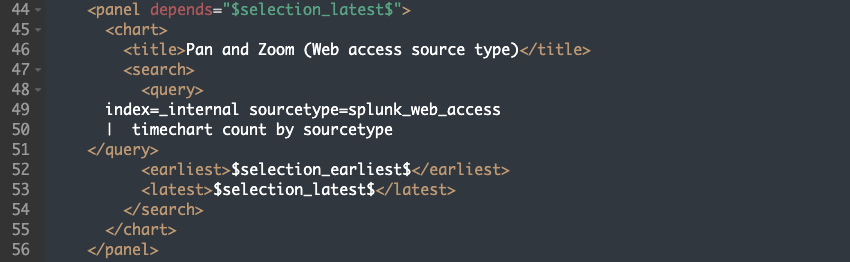 44 <panel depends="$selection_latest$">
45 <chart>
46 <title>Pan and Zoom (Web access source type)</title>
47 <search>
48 <query>
49 index=_internal sourcetype=splunk_web_access
50 | timechart count by sourcetype
51 </query>
52 <earliest>$selection_earliest$</earliest>
53 <latest>$selection_latest$</latest>
54 </search>
55 </chart>
56 </panel>